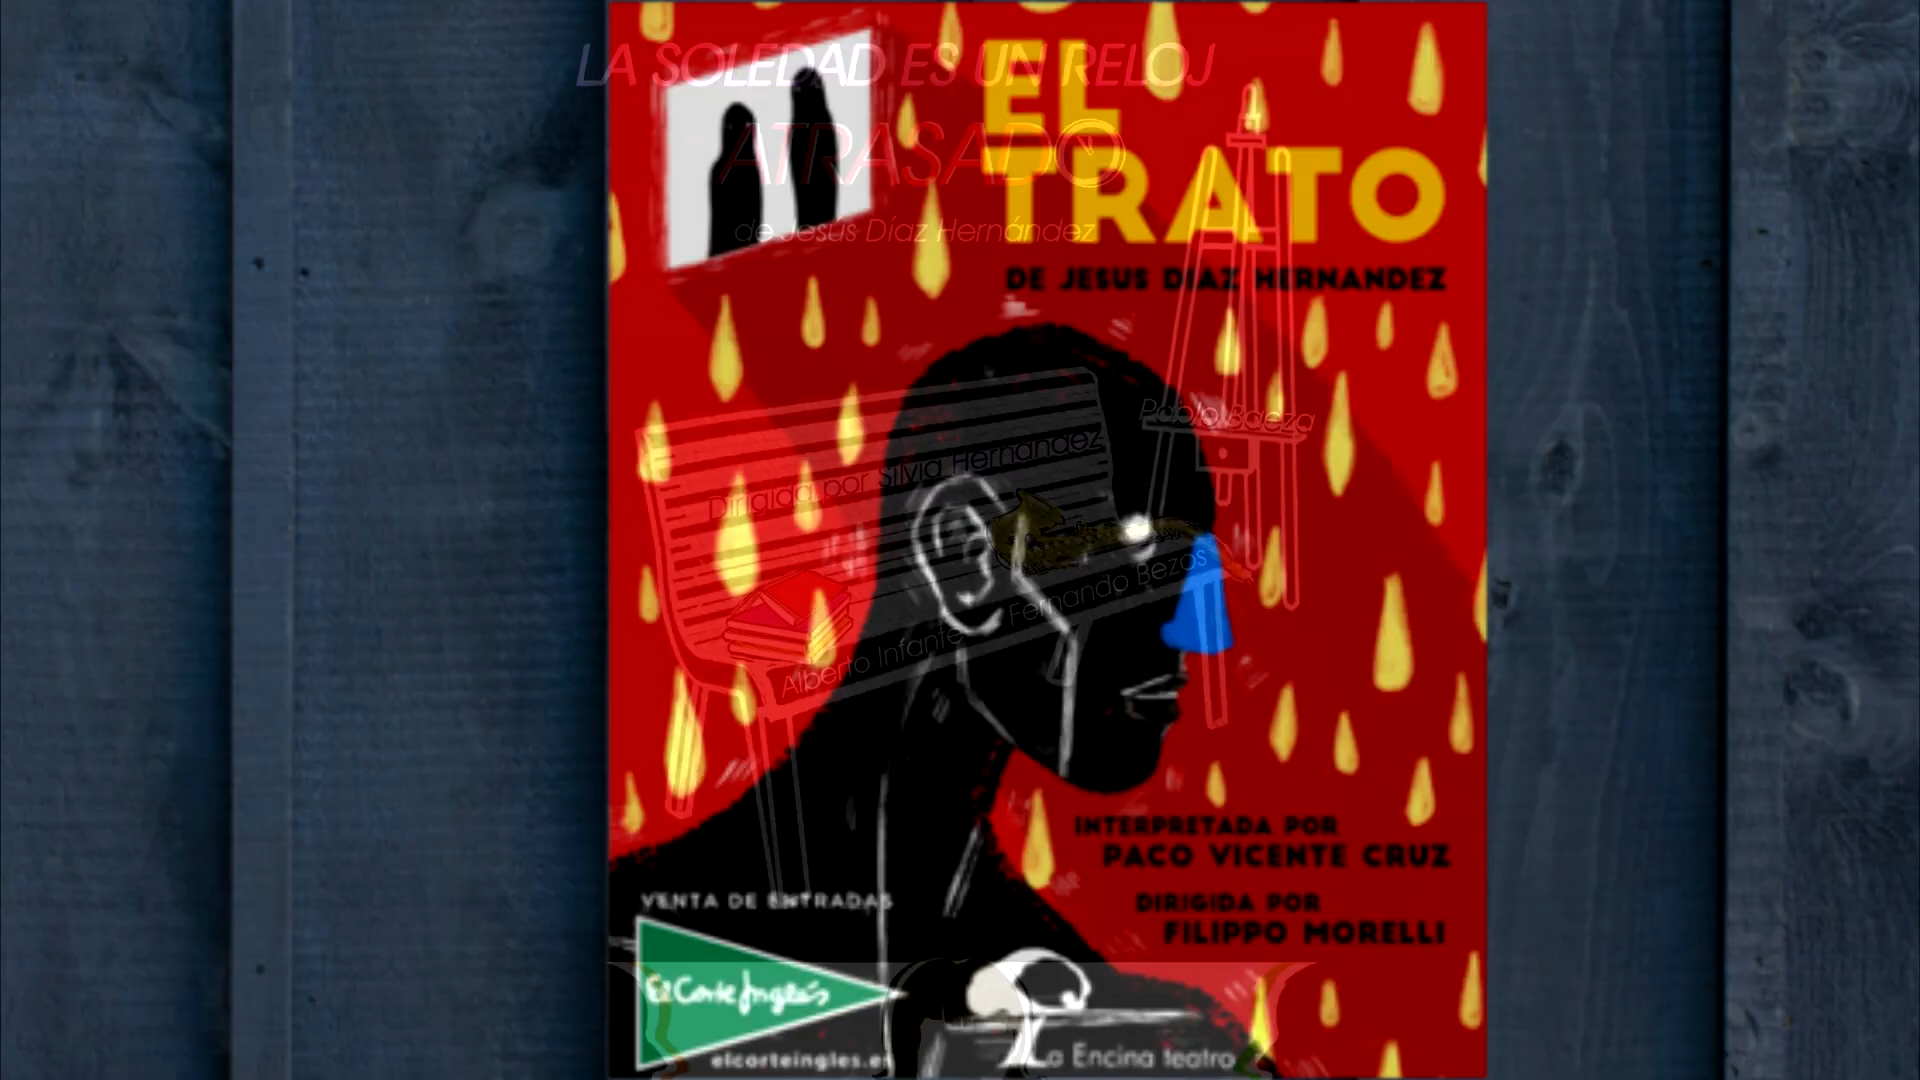 LA SOLEDAD ES UN RELOJ
ATRASADO
de Jesús Díaz Hernández
EL
TRATO
DE JESUS DIAZ HERNANDEZ
Pablo Baeza
Dirigida por Silvia Hernández
Alberto Infante
Fernando Bezos
INTERPRETADA POR
PACO VICENTE CRUZ
DIRIGIDA POR
FILIPPO MORELLI
VENTA DE ENTRADAS
El Corte Inglés
elcorteingles.es
La Encina teatro